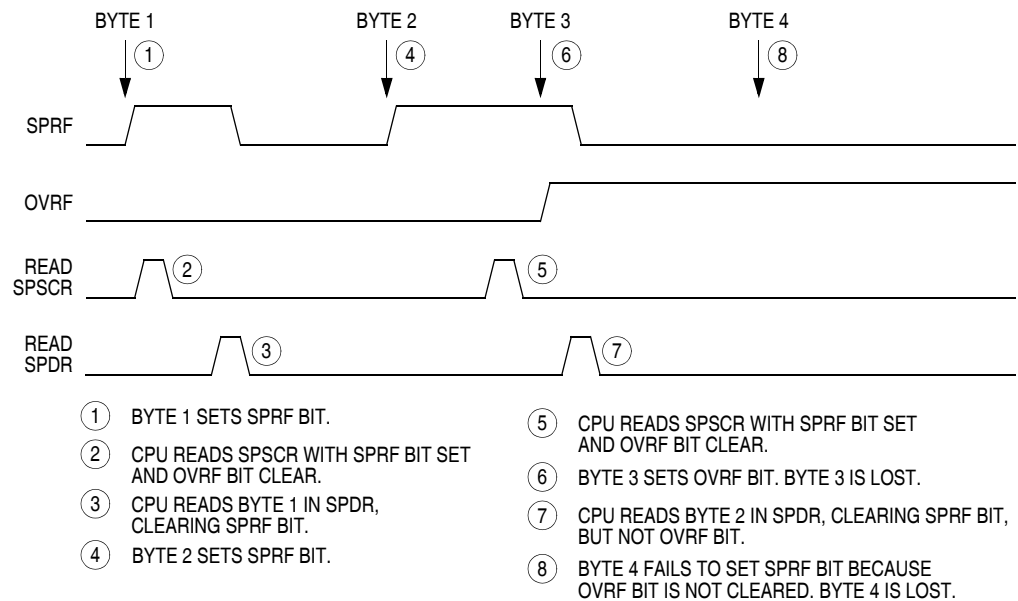 BYTE 1 BYTE 2 BYTE 3 BYTE 4
1 4 6 8
SPRF
OVRF
READ
SPSCR
2 5
READ
SPDR
3 7
1 BYTE 1 SETS SPRF BIT.
2 CPU READS SPSCR WITH SPRF BIT SET
AND OVRF BIT CLEAR.
3 CPU READS BYTE 1 IN SPDR,
CLEARING SPRF BIT.
4 BYTE 2 SETS SPRF BIT.
5 CPU READS SPSCR WITH SPRF BIT SET
AND OVRF BIT CLEAR.
6 BYTE 3 SETS OVRF BIT. BYTE 3 IS LOST.
7 CPU READS BYTE 2 IN SPDR, CLEARING SPRF BIT,
BUT NOT OVRF BIT.
8 BYTE 4 FAILS TO SET SPRF BIT BECAUSE
OVRF BIT IS NOT CLEARED. BYTE 4 IS LOST.